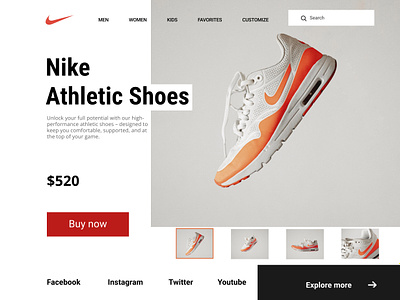 MEN WOMEN KIDS FAVORITES CUSTOMIZE Search
Nike
Athletic Shoes
Unlock your full potential with our high-
performance athletic shoes – designed to
keep you comfortable, supported, and at
the top of your game.
$520
Buy now
Facebook Instagram Twitter Youtube Explore more